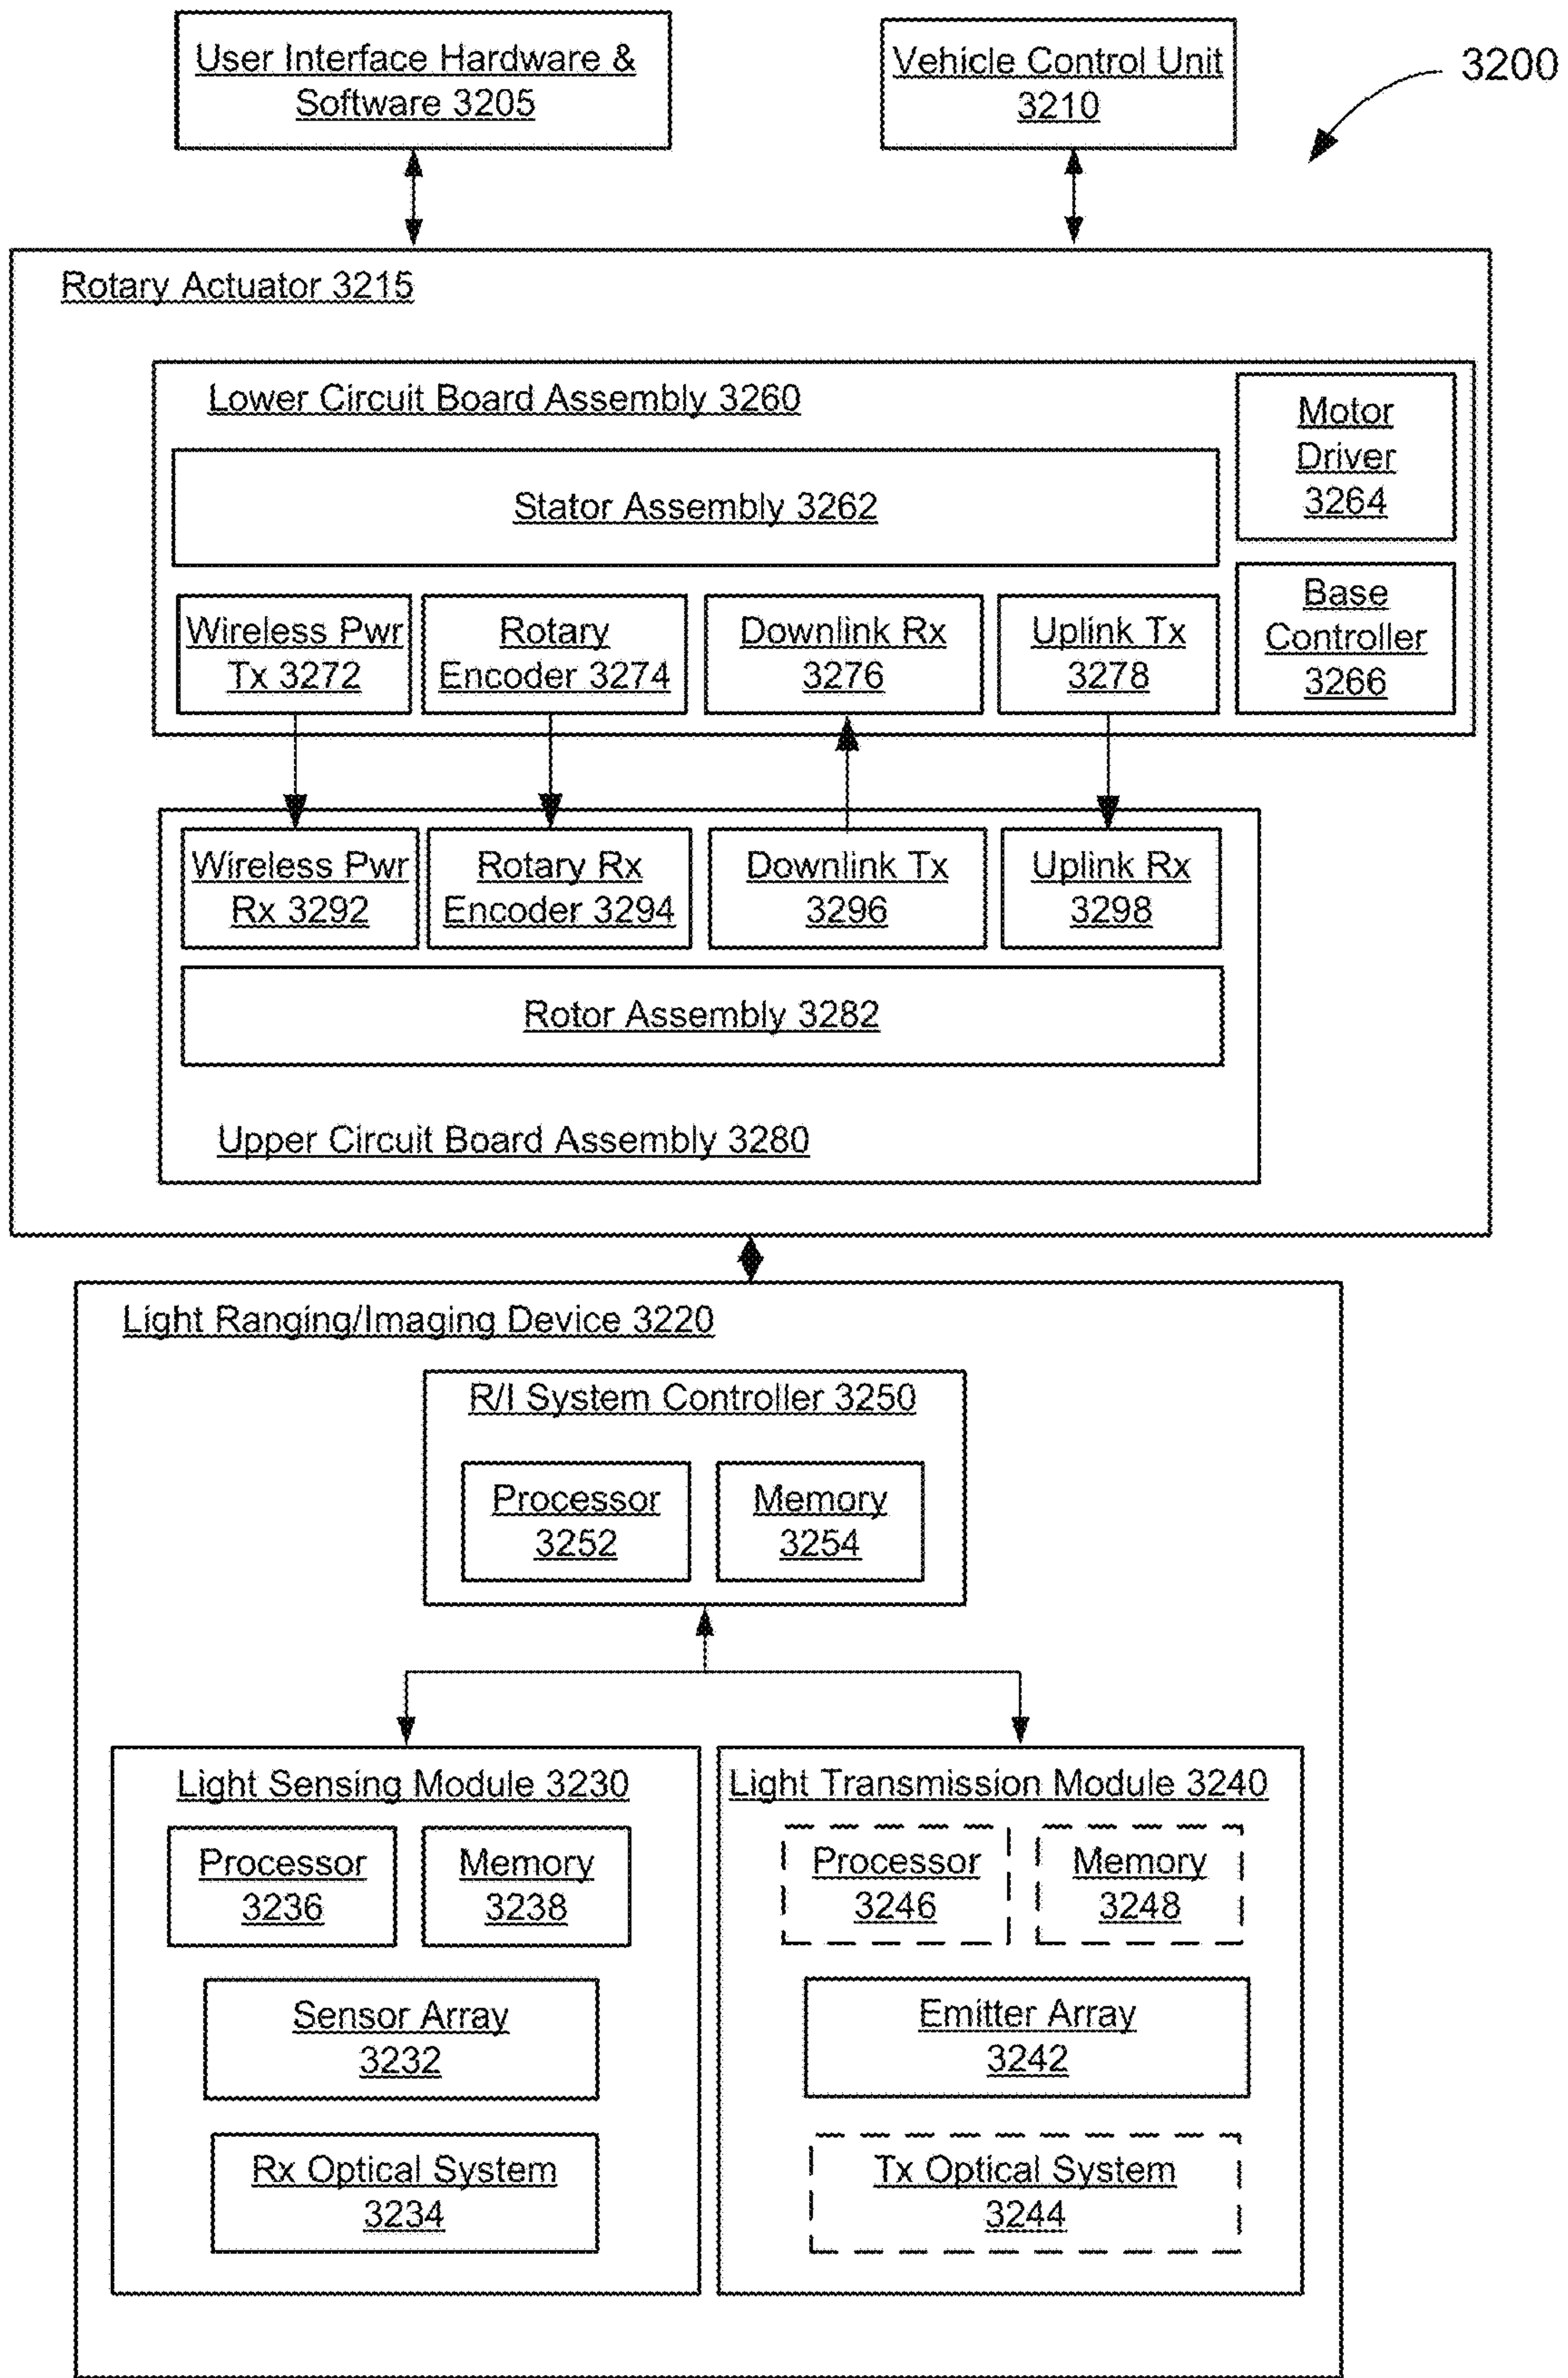 User Interface Hardware &
Software 3205
Vehicle Control Unit
3210
3200
Rotary Actuator 3215
Lower Circuit Board Assembly 3260
Motor
Driver
3264
Stator Assembly 3262
Base
Controller
3266
Wireless Pwr
Tx 3272
Rotary
Encoder 3274
Downlink Rx
3276
Uplink Tx
3278
Wireless Pwr
Rx 3292
Rotary Rx
Encoder 3294
Downlink Tx
3296
Uplink Rx
3298
Rotor Assembly 3282
Upper Circuit Board Assembly 3280
Light Ranging/Imaging Device 3220
R/I System Controller 3250
Processor
3252
Memory
3254
Light Sensing Module 3230
Processor
3236
Memory
3238
Sensor Array
3232
Rx Optical System
3234
Light Transmission Module 3240
Processor
3246
Memory
3248
Emitter Array
3242
Tx Optical System
3244